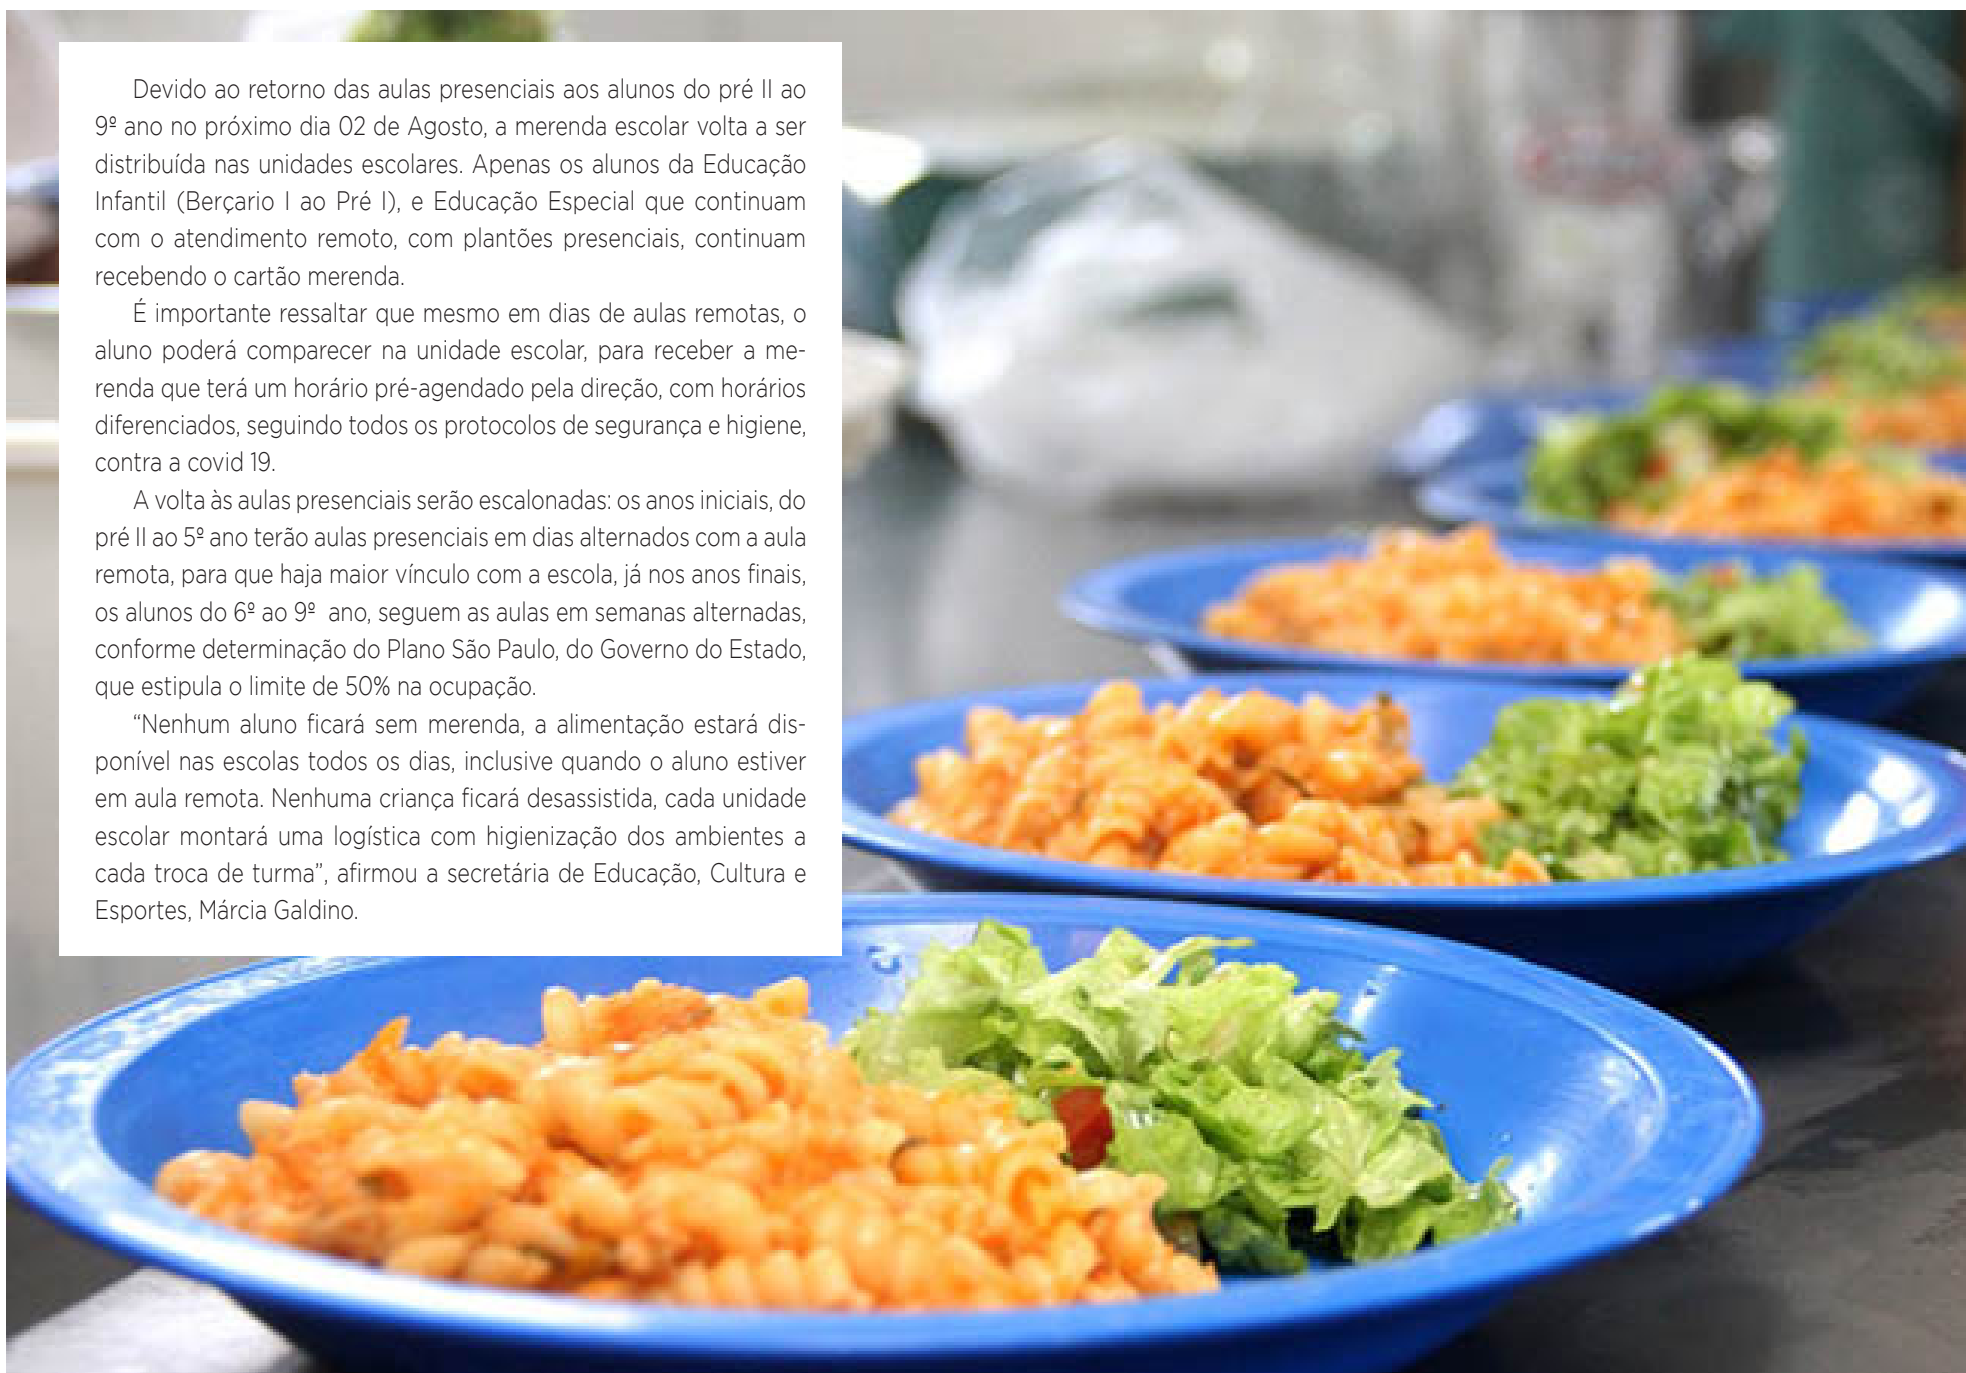 Devido ao retorno das aulas presenciais aos alunos do pré II ao
9º ano no próximo dia 02 de Agosto, a merenda escolar volta a ser
distribuída nas unidades escolares. Apenas os alunos da Educação
Infantil (Berçario I ao Pré I), e Educação Especial que continuam
com o atendimento remoto, com plantões presenciais, continuam
recebendo o cartão merenda.
É importante ressaltar que mesmo em dias de aulas remotas, o
aluno poderá comparecer na unidade escolar, para receber a me-
renda que terá um horário pré-agendado pela direção, com horários
diferenciados, seguindo todos os protocolos de segurança e higiene,
contra a covid 19.
A volta às aulas presenciais serão escalonadas: os anos iniciais, do
pré II ao 5º ano terão aulas presenciais em dias alternados com a aula
remota, para que haja maior vínculo com a escola, já nos anos finais,
os alunos do 6º ao 9º  ano, seguem as aulas em semanas alternadas,
conforme determinação do Plano São Paulo, do Governo do Estado,
que estipula o limite de 50% na ocupação.
“Nenhum aluno ficará sem merenda, a alimentação estará dis-
ponível nas escolas todos os dias, inclusive quando o aluno estiver
em aula remota. Nenhuma criança ficará desassistida, cada unidade
escolar montará uma logística com higienização dos ambientes a
cada troca de turma”, afirmou a secretária de Educação, Cultura e
Esportes, Márcia Galdino.